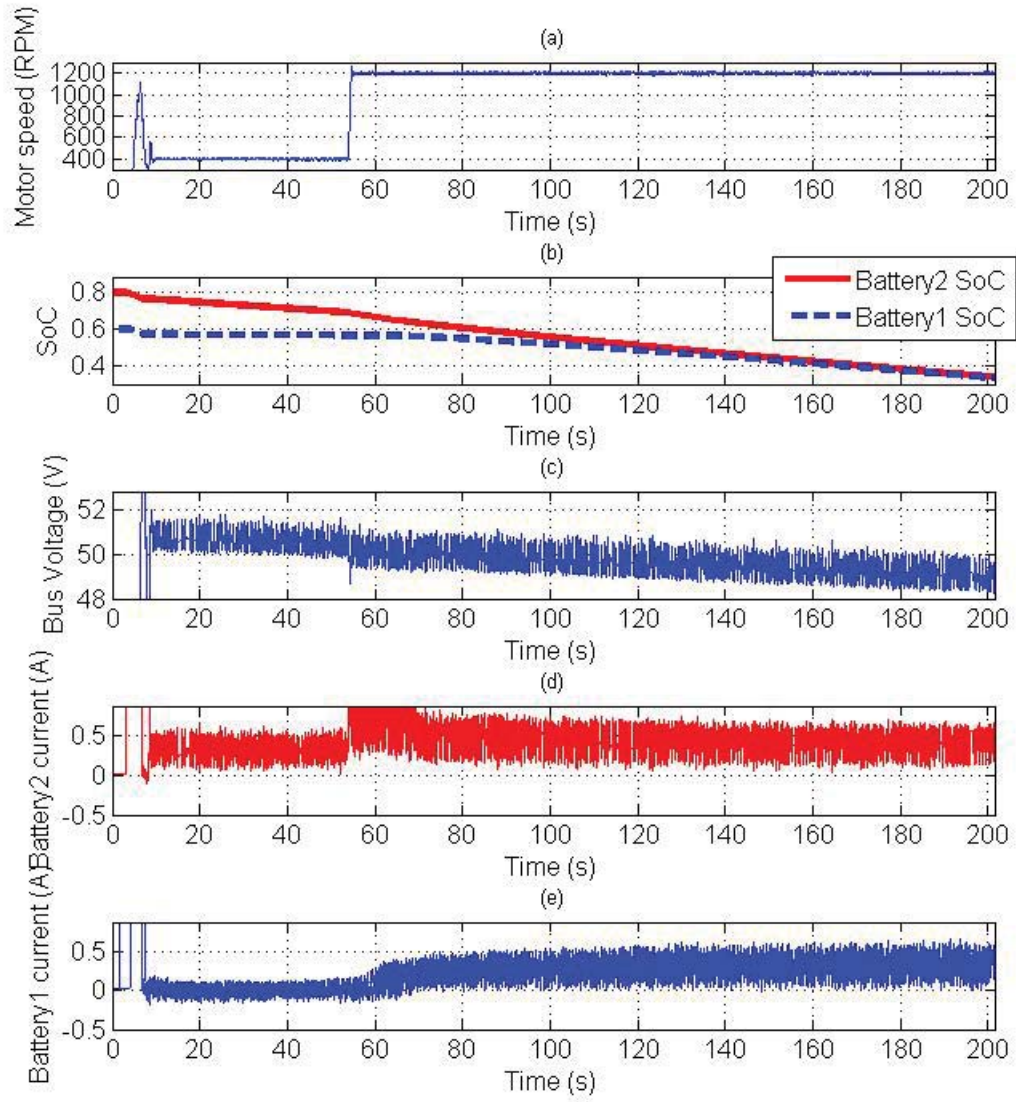 (a)
Motor speed (RPM)
1200
1000
800
600
400
0 20 40 60 80 100 120 140 160 180 200
Time (s)
(b)
SoC
0.8
0.6
0.4
Battery2 SoC
Battery1 SoC
0 20 40 60 80 100 120 140 160 180 200
Time (s)
(c)
Bus Voltage (V)
52
50
48
0 20 40 60 80 100 120 140 160 180 200
Time (s)
(d)
Battery2 current (A)
0.5
0
-0.5
0 20 40 60 80 100 120 140 160 180 200
Time (s)
(e)
Battery1 current (A)
0.5
0
-0.5
0 20 40 60 80 100 120 140 160 180 200
Time (s)